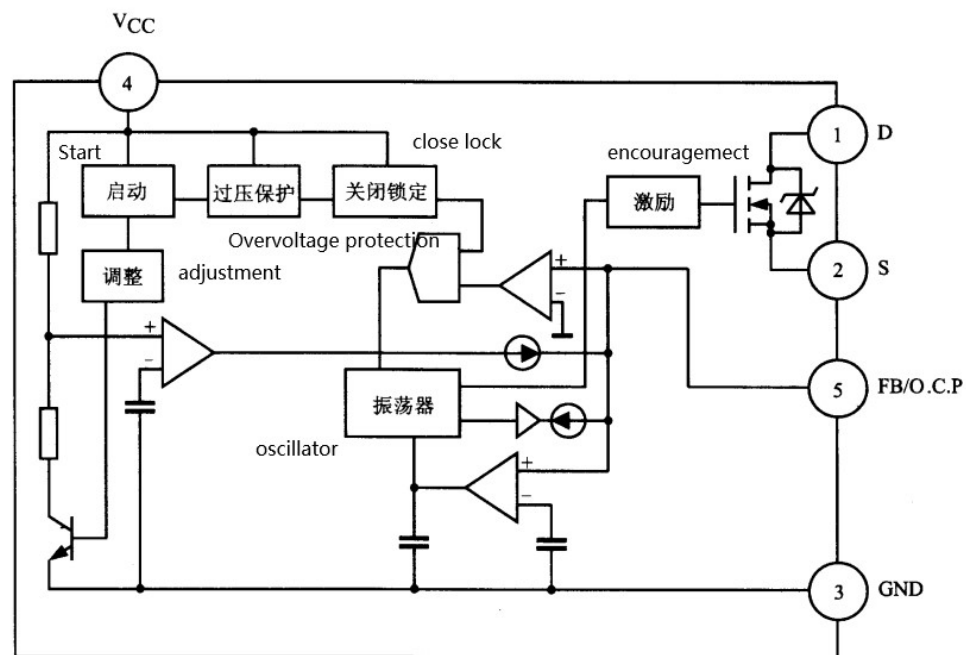 VCC
4
1 D
close lock
encouragemect
Start
启动
过压保护
关闭锁定
激励
Overvoltage protection
+
-
2 S
调整
adjustment
+
-
5 FB/O.C.P
振荡器
oscillator
+
-
3 GND